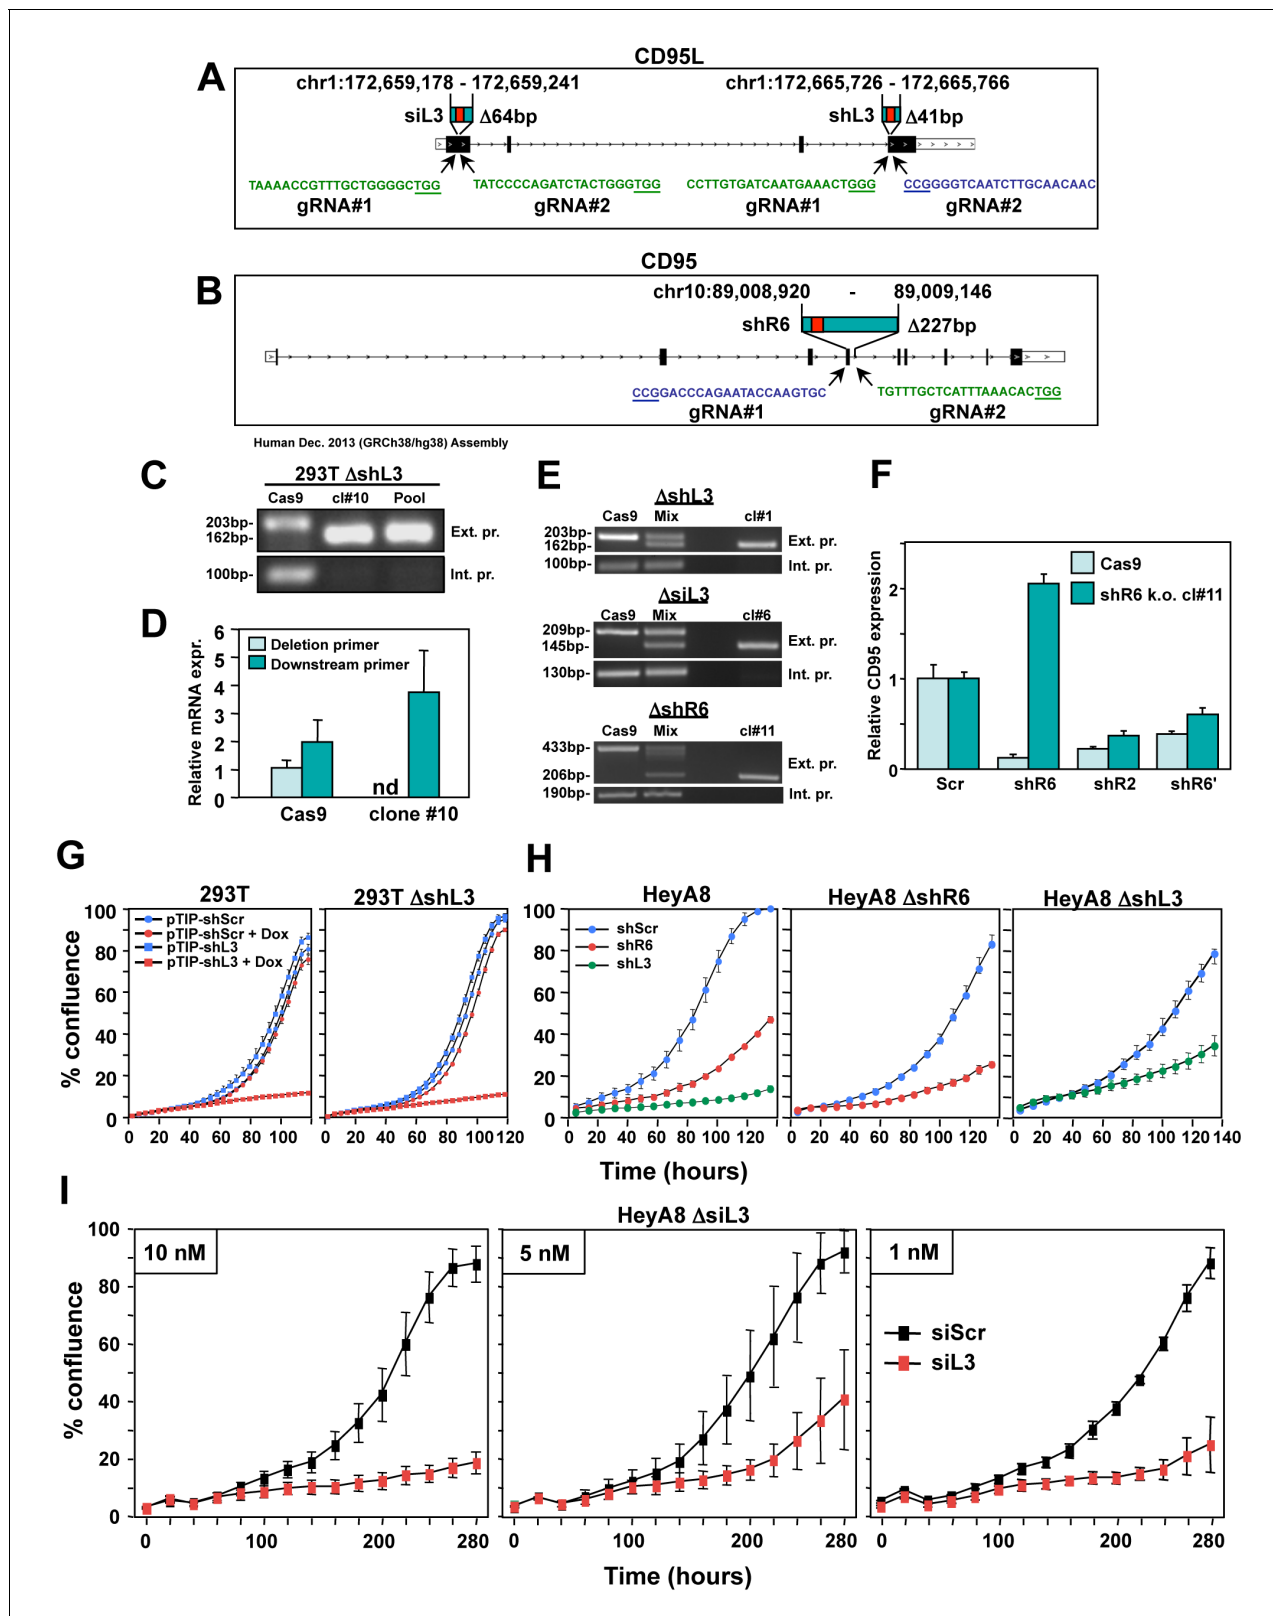 A
CD95L
chr1:172,659,178 - 172,659,241
chr1:172,665,726 - 172,665,766
siL3
Δ64bp
shL3
Δ41bp
TAAAACCGTTTGCTGGGGCTGG
TATCCCCAGATCTACTGGGTGG
CCTTGTGATCAATGAAACTGGG
CCGGGGTCAATCTTGCAACAAC
gRNA#1
gRNA#2
gRNA#1
gRNA#2
B
CD95
chr10:89,008,920 - 89,009,146
shR6
Δ227bp
CCGGACCCAGAATACCAAGTGC
TGTTTGCTCATTTAAACACTGG
gRNA#1
gRNA#2
Human Dec. 2013 (GRCh38/hg38) Assembly
C
293T ΔshL3
Cas9 cl#10 Pool
203bp-
162bp-
Ext. pr.
100bp-
Int. pr.
D
Relative mRNA expr.
6
5
4
3
2
1
0
Deletion primer
Downstream primer
nd
Cas9
clone #10
E
ΔshL3
Cas9 Mix cl#1
203bp-
162bp-
Ext. pr.
100bp-
Int. pr.
ΔsiL3
Cas9 Mix cl#6
209bp-
145bp-
Ext. pr.
130bp-
Int. pr.
ΔshR6
Cas9 Mix cl#11
433bp-
206bp-
Ext. pr.
190bp-
Int. pr.
F
Relative CD95 expression
2
1
0
Cas9
shR6 k.o. cl#11
Scr shR6 shR2 shR6'
G
293T
293T ΔshL3
% confluence
100
80
60
40
20
0
pTIP-shScr
pTIP-shScr + Dox
pTIP-shL3
pTIP-shL3 + Dox
0 20 40 60 80 100
0 20 40 60 80 100 120
H
HeyA8
HeyA8 ΔshR6
HeyA8 ΔshL3
100
80
60
40
20
0
shScr
shR6
shL3
0 20 40 60 80 100 120
0 20 40 60 80 100 120
0 20 40 60 80 100 120 140
Time (hours)
I
HeyA8 ΔsiL3
% confluence
100
80
60
40
20
0
10 nM
5 nM
1 nM
siScr
siL3
0 100 200 280
0 100 200 280
0 100 200 280
Time (hours)